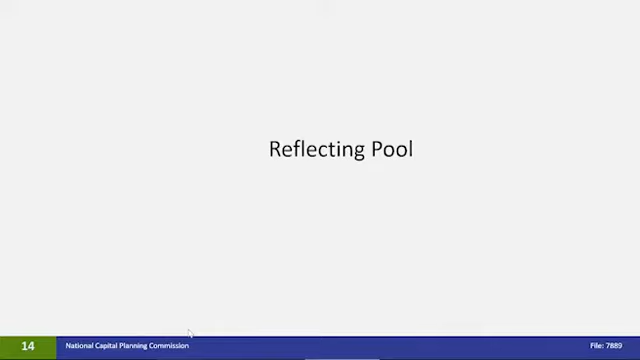 Reflecting Pool
14
National Capital Planning Commission
File: 7889